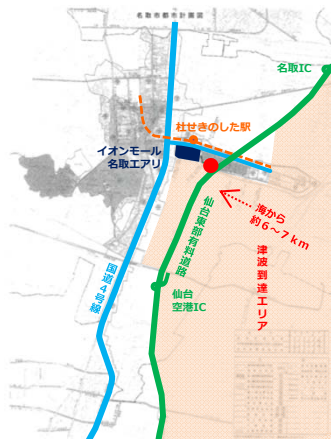 名取市都市計画図
名取IC
杜せきのした駅
イオンモール
名取エアリ
海から
約6～7km
仙台東部有料道路
津波到達エリア
国道4号線
仙台
空港IC